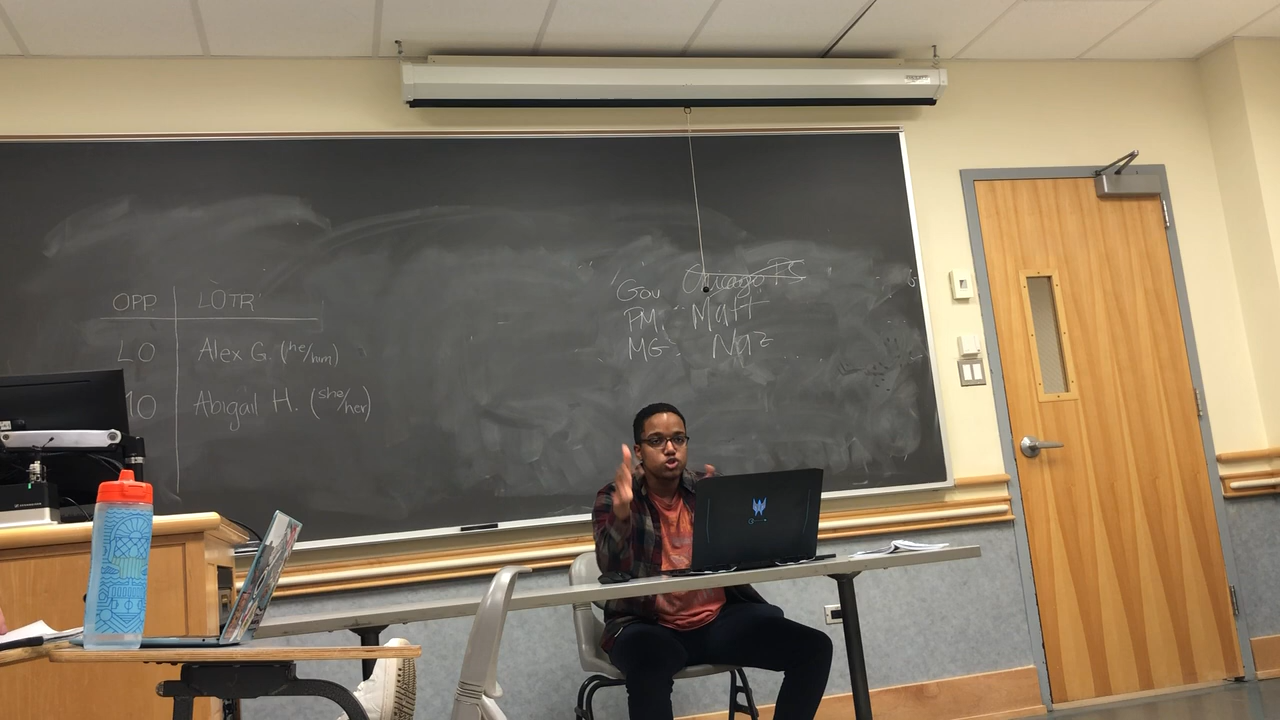 OPP LOTR
LO Alex G. (he/him)
MO Abigail H. (she/her)
Gov Chicago PS
PM: Matt
MG: Naz